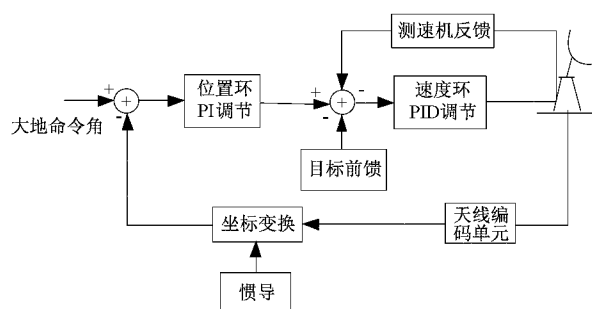 测速机反馈
+
-
+
位置环
PI调节
+
-
+
-
速度环
PID调节
大地命令角
目标前馈
坐标变换
天线编
码单元
惯导